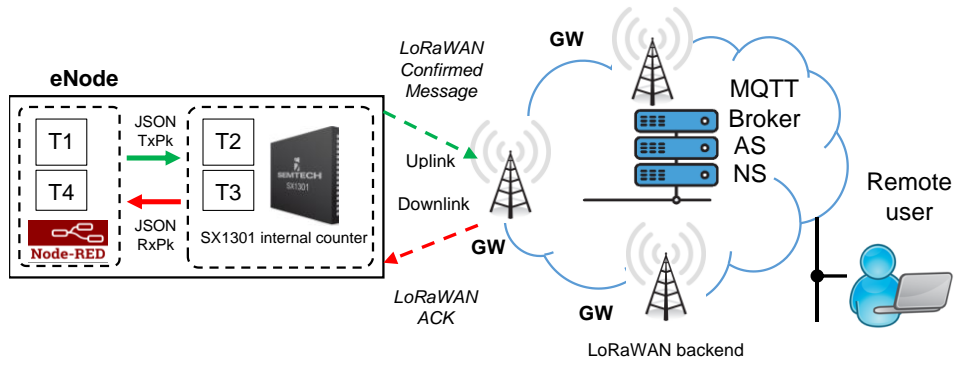 eNode
T1
T4
Node-RED
JSON
TxPk
JSON
RxPk
T2
T3
SEMTECH
SX1301
SX1301 internal counter
LoRaWAN
Confirmed
Message
Uplink
Downlink
LoRaWAN
ACK
GW
GW
GW
MQTT
Broker
AS
NS
LoRaWAN backend
Remote
user